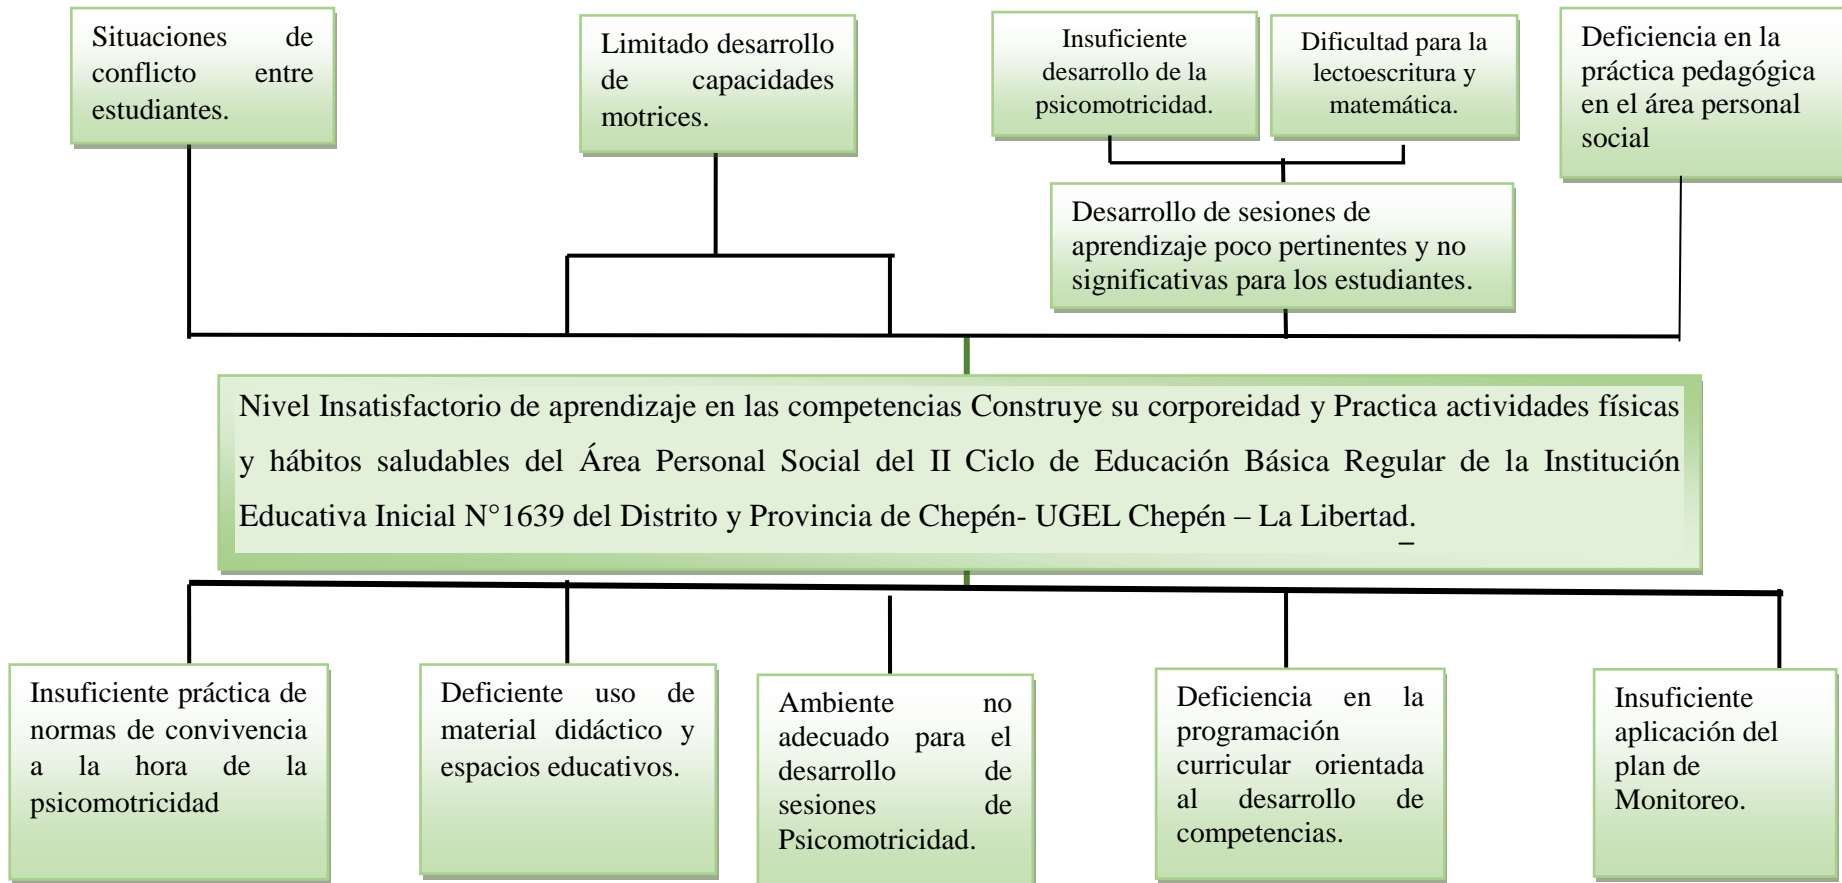 Situaciones de
conflicto entre
estudiantes.
Limitado desarrollo
de capacidades
motrices.
Insuficiente
desarrollo de la
psicomotricidad.
Dificultad para la
lectoescritura y
matemática.
Deficiencia en la
práctica pedagógica
en el área personal
social
Desarrollo de sesiones de
aprendizaje poco pertinentes y no
significativas para los estudiantes.
Nivel Insatisfactorio de aprendizaje en las competencias Construye su corporeidad y Practica actividades físicas
y hábitos saludables del Área Personal Social del II Ciclo de Educación Básica Regular de la Institución
Educativa Inicial N°1639 del Distrito y Provincia de Chepén- UGEL Chepén – La Libertad.
Insuficiente práctica de
normas de convivencia
a la hora de la
psicomotricidad
Deficiente uso de
material didáctico y
espacios educativos.
Ambiente no
adecuado para el
desarrollo de
sesiones de
Psicomotricidad.
Deficiencia en la
programación
curricular orientada
al desarrollo de
competencias.
Insuficiente
aplicación del
plan de
Monitoreo.